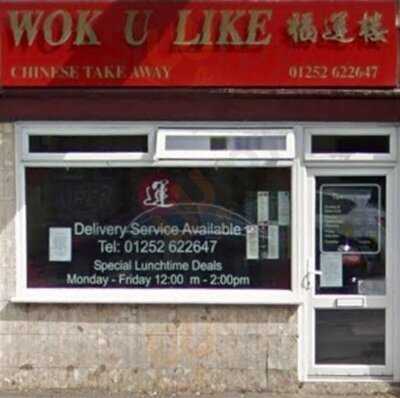 WOK U LIKE 福運楼
CHINESE TAKE AWAY 01252 622647
Delivery Service Available
Tel: 01252 622647
Special Lunchtime Deals
Monday - Friday 12:00 m - 2:00pm